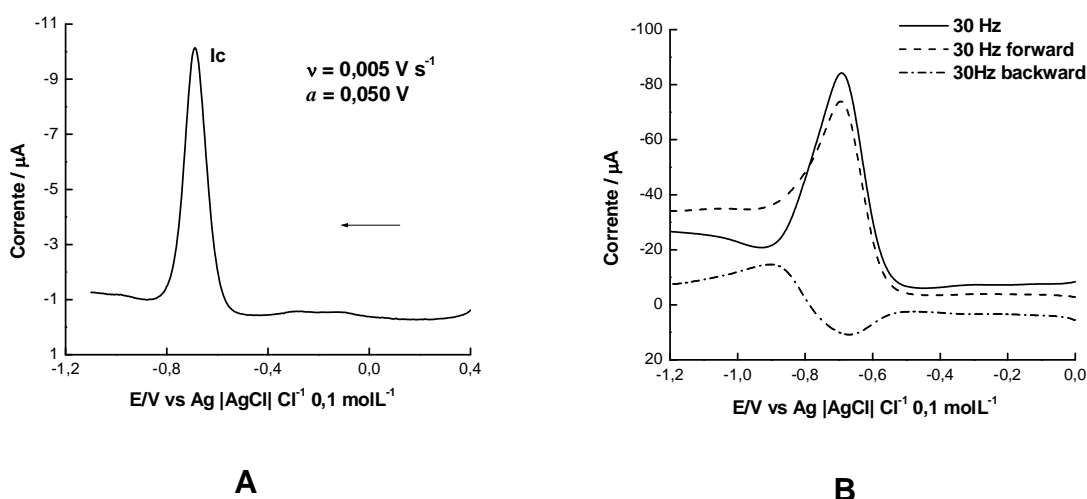 -11
-9
-7
-5
-3
-1
1
Corrente / µA
Ic
ν = 0,005 V s⁻¹
a = 0,050 V
-1,2 -0,8 -0,4 0,0 0,4
E/V vs Ag |AgCl| Cl⁻¹ 0,1 molL⁻¹
A
-100
-80
-60
-40
-20
0
20
Corrente / µA
30 Hz
30 Hz forward
30Hz backward
-1,2 -1,0 -0,8 -0,6 -0,4 -0,2 0,0
E/V vs Ag |AgCl| Cl⁻¹ 0,1 molL⁻¹
B